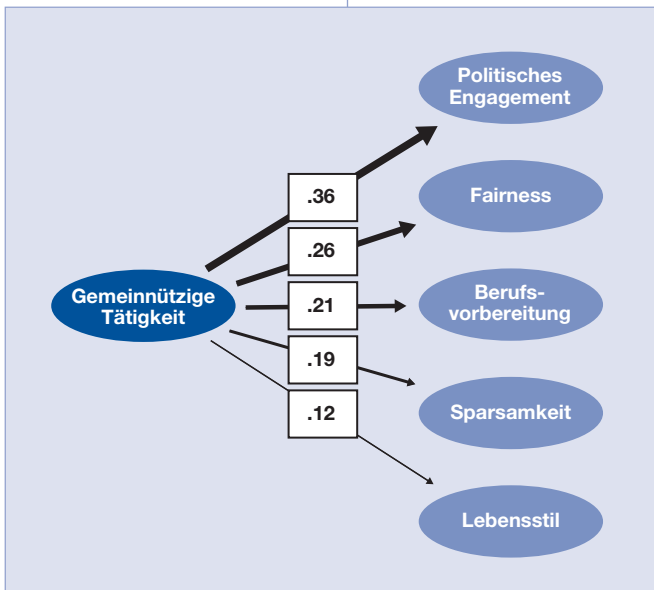 Politisches
Engagement
.36
Fairness
.26
Gemeinnützige
Tätigkeit
.21
Berufs-
vorbereitung
.19
Sparsamkeit
.12
Lebensstil